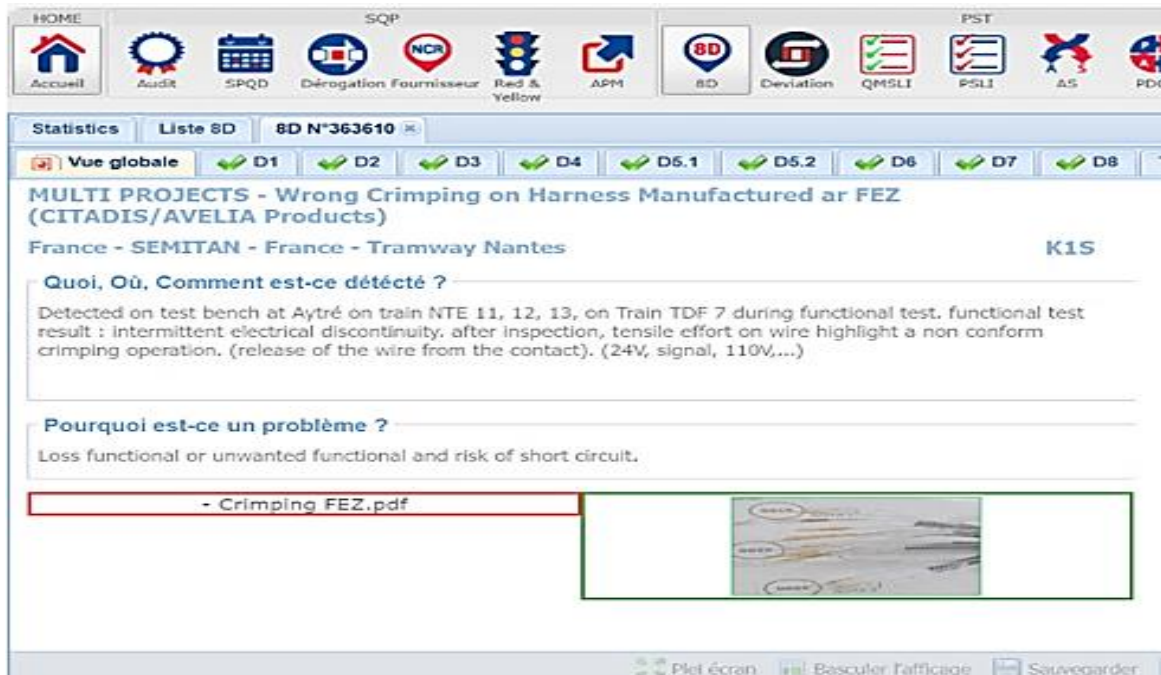 HOME SQP PST
8D NCR 8D
Accueil Audit SPQD Dérogation Fournisseur Red & Yellow APM 8D Deviation QMSLI PSLI AS
Statistics Liste 8D 8D N°363610
Vue globale D1 D2 D3 D4 D5.1 D5.2 D6 D7 D8
MULTI PROJECTS - Wrong Crimping on Harness Manufactured ar FEZ
(CITADIS/AVELIA Products)
France - SEMITAN - France - Tramway Nantes K1S
Quoi, Où, Comment est-ce détécté ?
Detected on test bench at Aytré on train NTE 11, 12, 13, on Train TDF 7 during functional test. functional test
result : intermittent electrical discontinuity. after inspection, tensile effort on wire highlight a non conform
crimping operation. (release of the wire from the contact). (24V, signal, 110V,...)
Pourquoi est-ce un problème ?
Loss functional or unwanted functional and risk of short circuit.
- Crimping FEZ.pdf
Plei écran Basculer l'afficage Sauvegarder